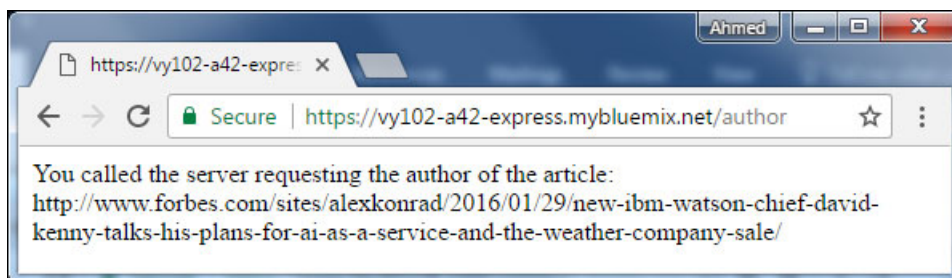 Ahmed
https://vy102-a42-expres
Secure | https://vy102-a42-express.mybluemix.net/author
You called the server requesting the author of the article:
http://www.forbes.com/sites/alexkonrad/2016/01/29/new-ibm-watson-chief-david-
kenny-talks-his-plans-for-ai-as-a-service-and-the-weather-company-sale/